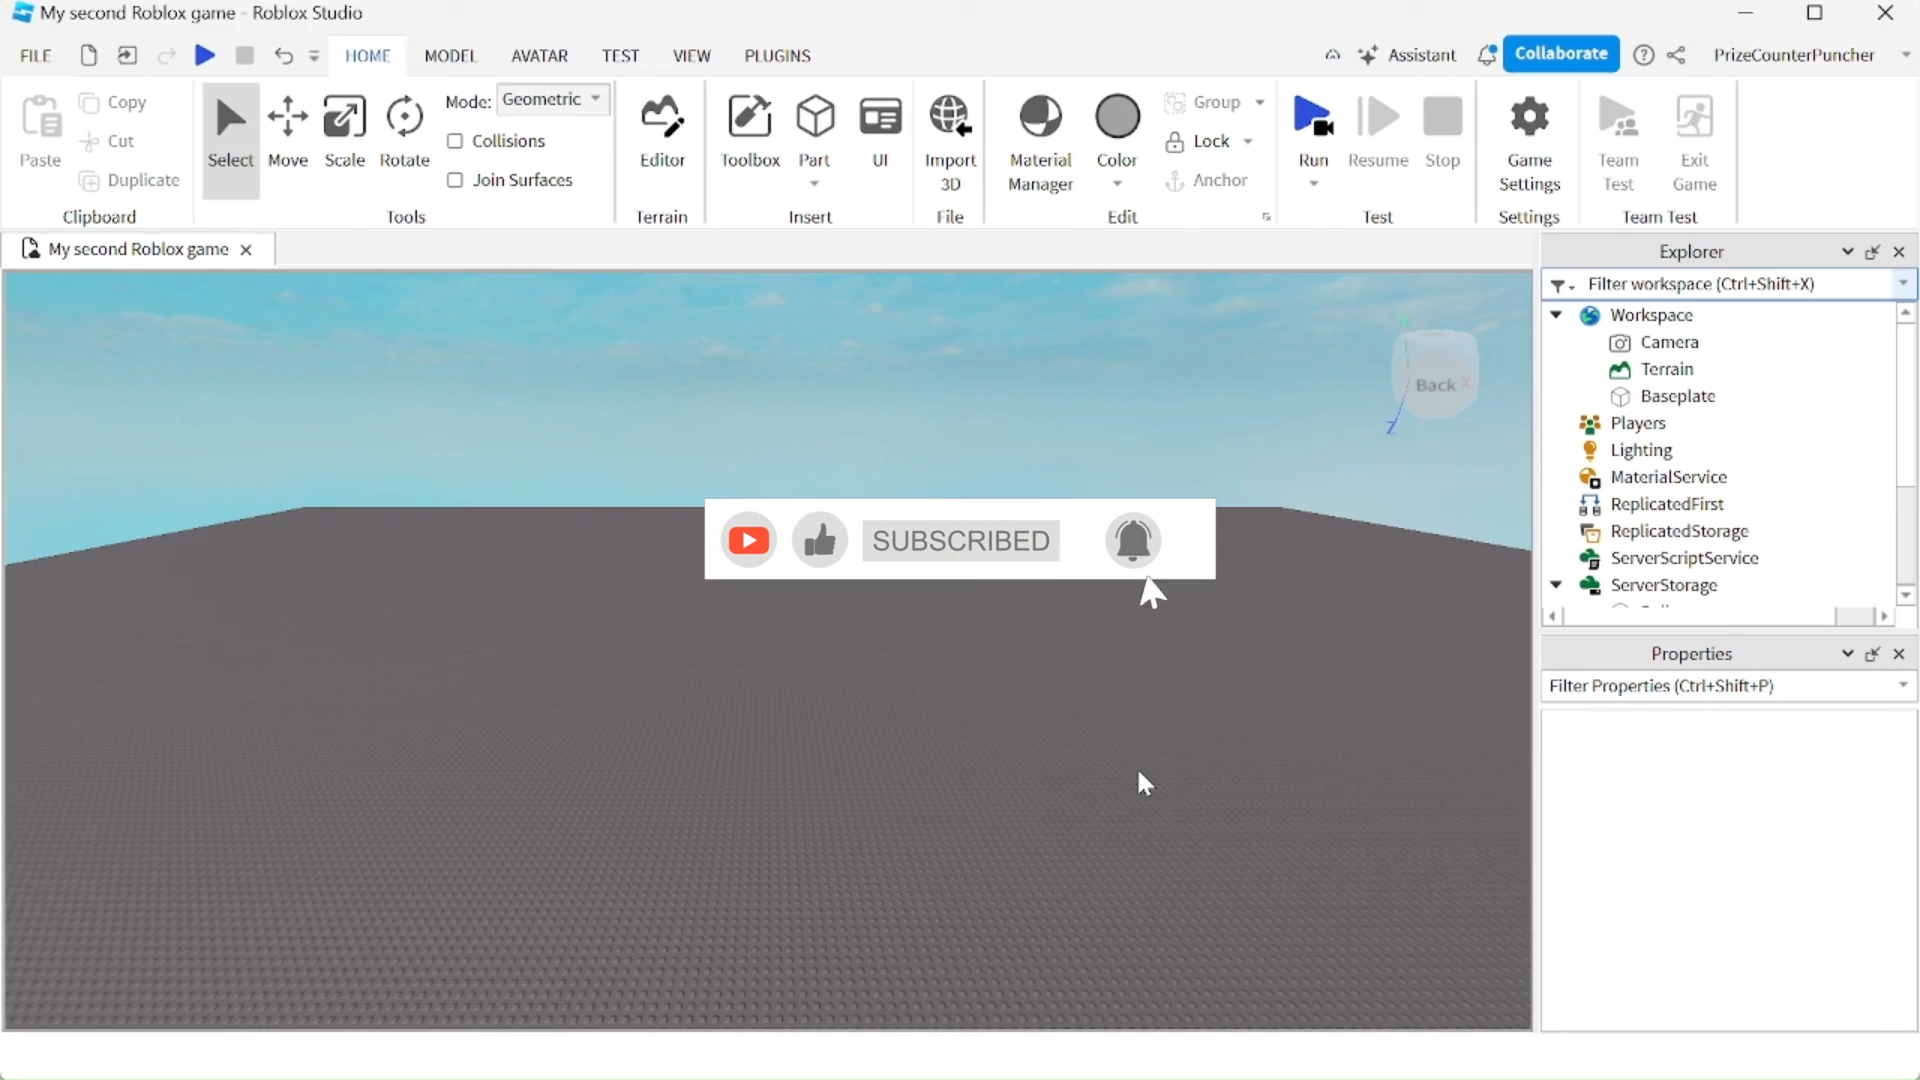 My second Roblox game - Roblox Studio
FILE HOME MODEL AVATAR TEST VIEW PLUGINS Assistant Collaborate PrizeCounterPuncher
Paste Copy Cut Duplicate
Clipboard
Select Move Scale Rotate
Mode: Geometric
Collisions
Join Surfaces
Tools
Editor
Terrain
Toolbox Part UI
Insert
Import
3D
File
Material
Manager
Color
Group
Lock
Anchor
Edit
Run Resume Stop
Test
Game
Settings
Settings
Team
Test
Exit
Game
Team Test
My second Roblox game
Back X
Z
SUBSCRIBED
Explorer
Filter workspace (Ctrl+Shift+X)
Workspace
Camera
Terrain
Baseplate
Players
Lighting
MaterialService
ReplicatedFirst
ReplicatedStorage
ServerScriptService
ServerStorage
Properties
Filter Properties (Ctrl+Shift+P)